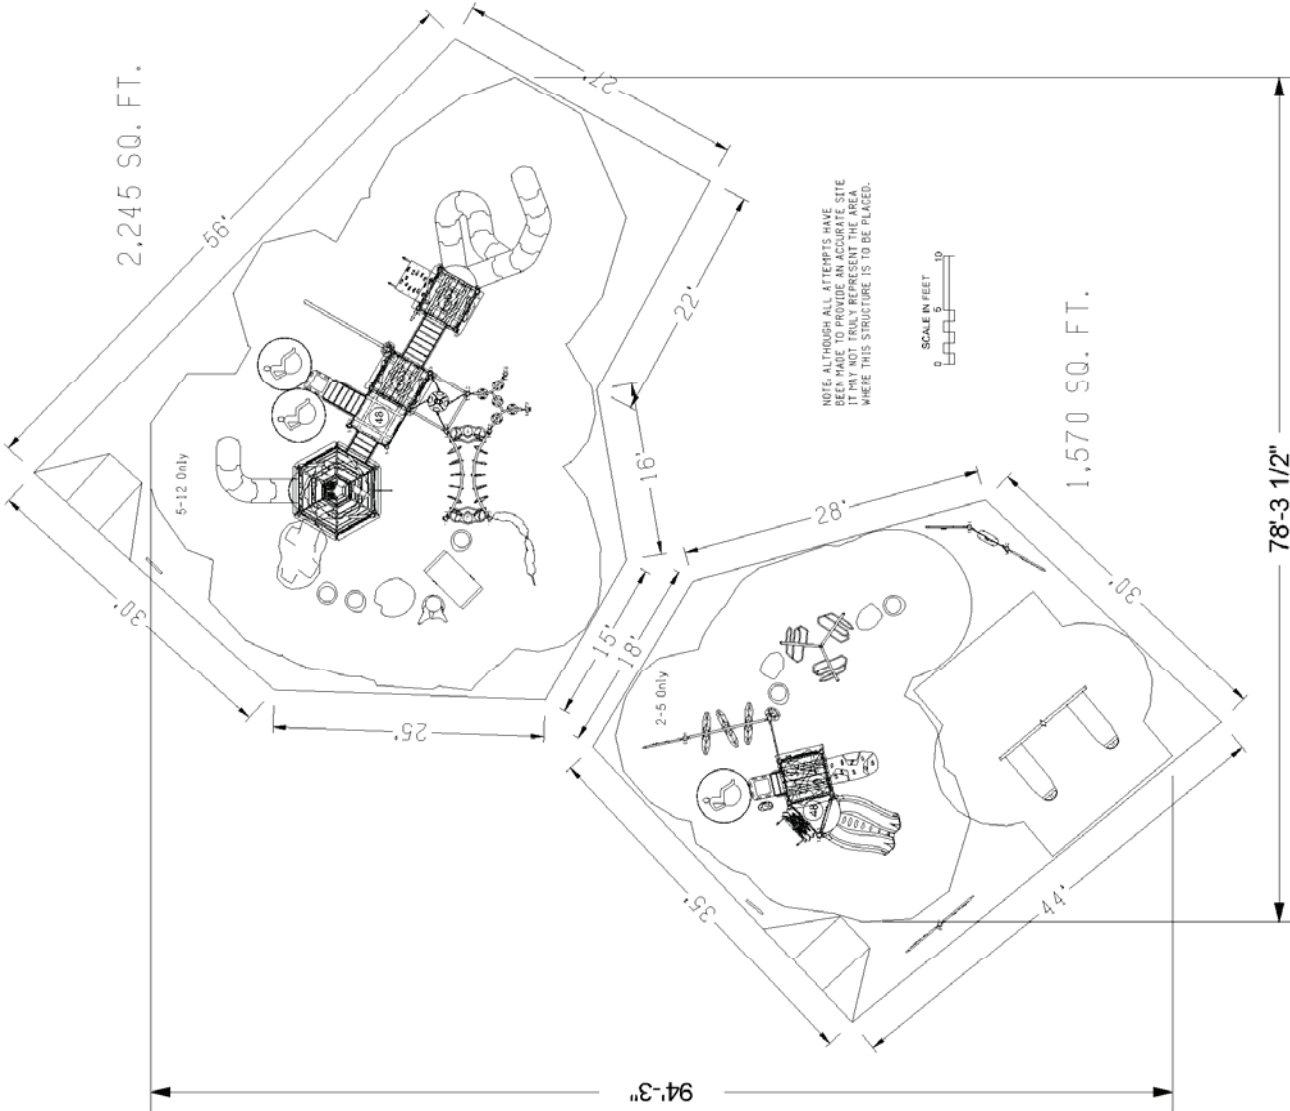 2,245 SQ. FT.
56'
27'
22'
16'
15'
25'
30'
5-12 Only
48
NOTE: ALTHOUGH ALL ATTEMPTS HAVE
BEEN MADE TO PROVIDE AN ACCURATE SITE
IT MAY NOT TRULY REPRESENT THE AREA
WHERE THIS STRUCTURE IS TO BE PLACED.
SCALE IN FEET
0 5 10
1,570 SQ. FT.
28'
18'
30'
35'
44'
2-5 Only
48
78'-3 1/2"
94'-3"